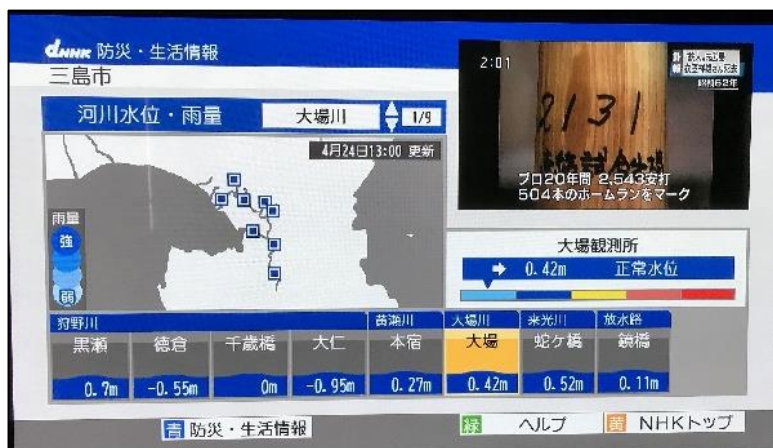 dNHK 防災・生活情報
三島市
河川水位・雨量
大場川
1/9
4月24日13:00 更新
雨量
強
弱
2:01
昭和62年
2131
プロ20年間 2,543安打
504本のホームランをマーク
大場観測所
0.42m 正常水位
狩野川 黄瀬川 大場川 来光川 放水路
黒瀬 徳倉 千歳橋 大仁 本宿 大場 蛇ケ橋 鏡橋
0.7m -0.55m 0m -0.95m 0.27m 0.42m 0.52m 0.11m
青 防災・生活情報 緑 ヘルプ 黄 NHKトップ